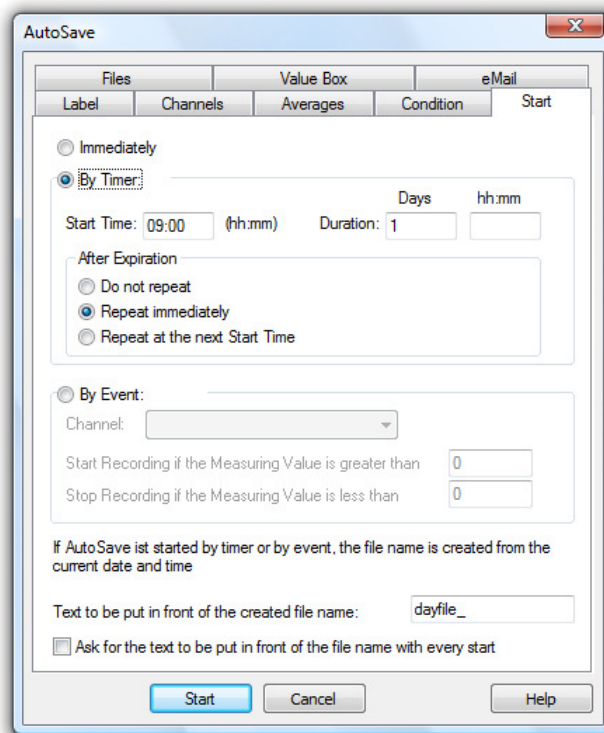 AutoSave
Files Value Box eMail
Label Channels Averages Condition Start
Immediately
By Timer:
Days hh:mm
Start Time: 09:00 (hh:mm) Duration: 1
After Expiration
Do not repeat
Repeat immediately
Repeat at the next Start Time
By Event:
Channel:
Start Recording if the Measuring Value is greater than 0
Stop Recording if the Measuring Value is less than 0
If AutoSave ist started by timer or by event, the file name is created from the
current date and time
Text to be put in front of the created file name: dayfile_
Ask for the text to be put in front of the file name with every start
Start Cancel Help